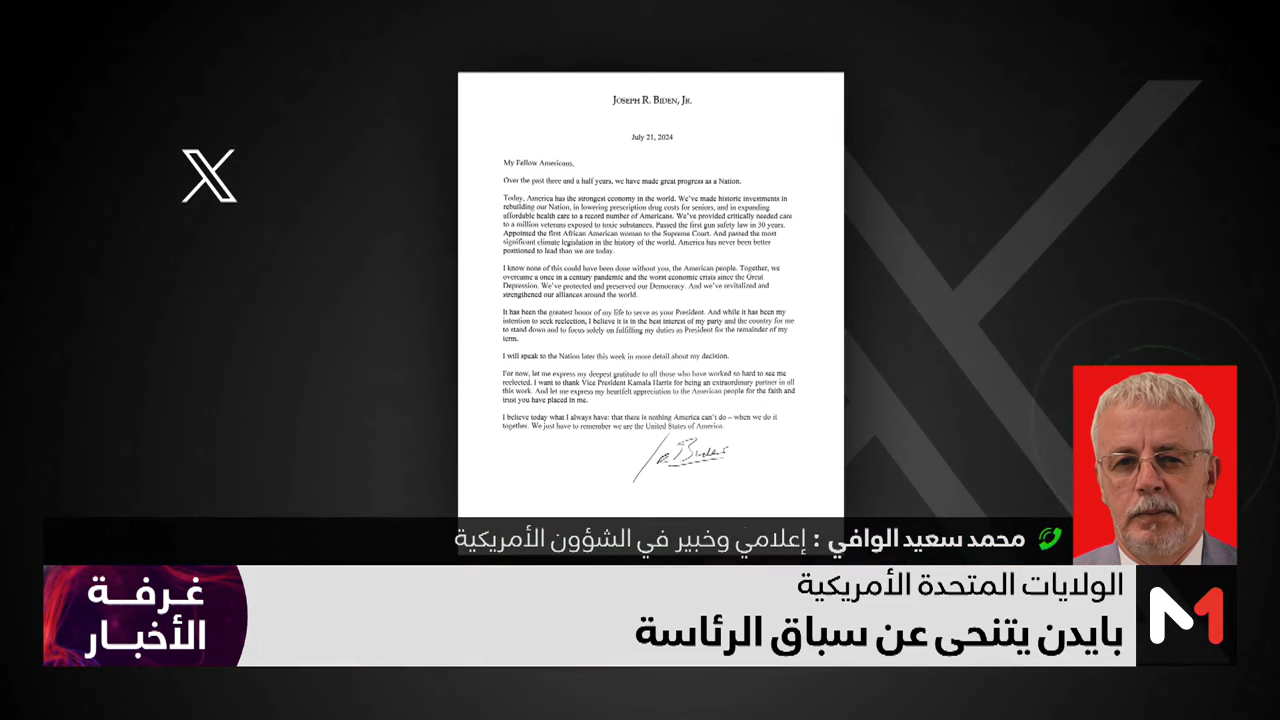 JOSEPH R. BIDEN, JR.
July 21, 2024
My Fellow Americans,
Over the past three and a half years, we have made great progress as a Nation.
Today, America has the strongest economy in the world. We've made historic investments in
rebuilding our Nation, in lowering prescription drug costs for seniors, and in expanding
affordable health care to a record number of Americans. We've provided critically needed care
to a million veterans exposed to toxic substances. Passed the first gun safety law in 30 years.
Appointed the first African American woman to the Supreme Court. And passed the most
significant climate legislation in the history of the world. America has never been better
positioned to lead than we are today.
I know none of this could have been done without you, the American people. Together, we
overcame a once in a century pandemic and the worst economic crisis since the Great
Depression. We've protected and preserved our Democracy. And we've revitalized and
strengthened our alliances around the world.
It has been the greatest honor of my life to serve as your President. And while it has been my
intention to seek reelection, I believe it is in the best interest of my party and the country for me
to stand down and to focus solely on fulfilling my duties as President for the remainder of my
term.
I will speak to the Nation later this week in more detail about my decision.
For now, let me express my deepest gratitude to all those who have worked so hard to see me
reelected. I want to thank Vice President Kamala Harris for being an extraordinary partner in all
this work. And let me express my heartfelt appreciation to the American people for the faith and
trust you have placed in me.
I believe today what I always have: that there is nothing America can't do – when we do it
together. We just have to remember we are the United States of America.
محمد سعيد الوافي : إعلامي وخبير في الشؤون الأمريكية
الولايات المتحدة الأمريكية
بايدن يتنحى عن سباق الرئاسة
غرفة
الأخبار
M1